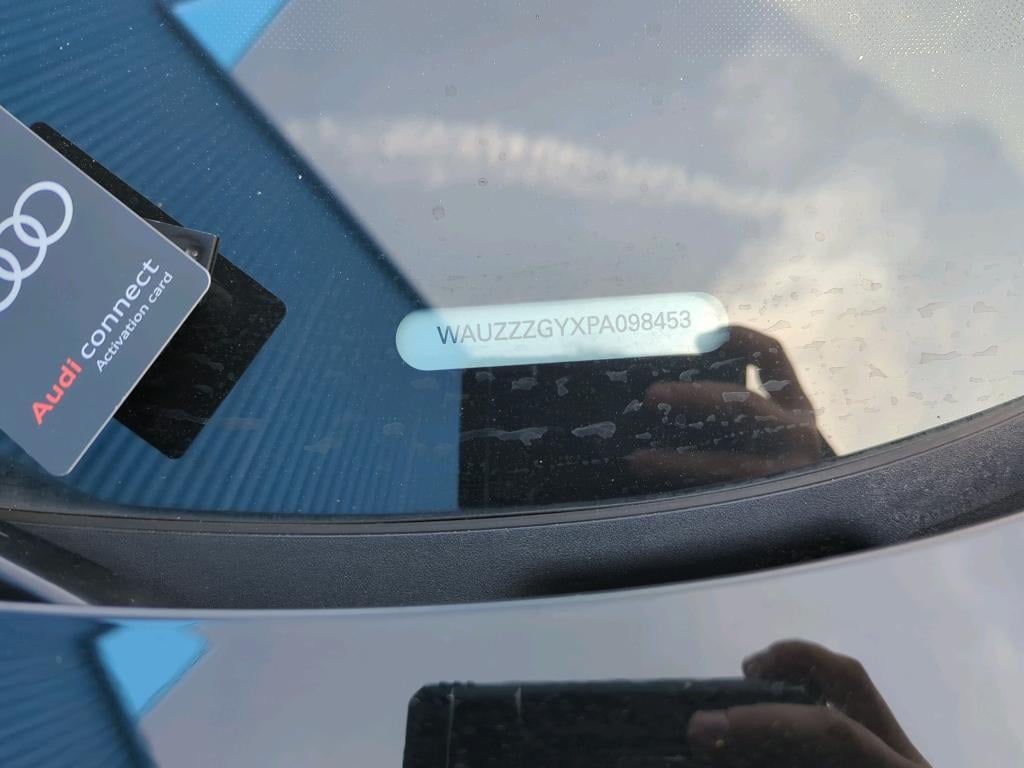 Audi connect
Activation card
WAUZZZGYXPA098453